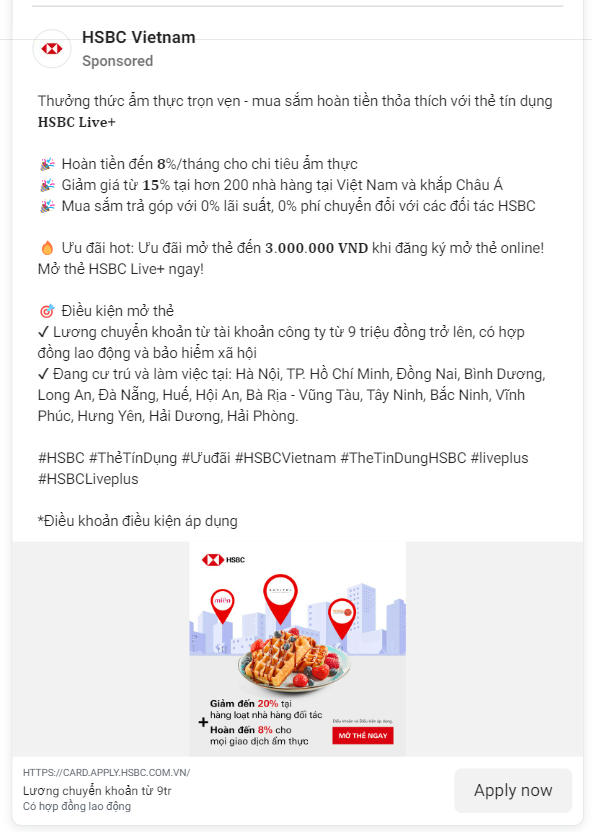 HSBC Vietnam
Sponsored
Thưởng thức ẩm thực trọn vẹn - mua sắm hoàn tiền thỏa thích với thẻ tín dụng
HSBC Live+
🎉 Hoàn tiền đến 8%/tháng cho chi tiêu ẩm thực
🎉 Giảm giá từ 15% tại hơn 200 nhà hàng tại Việt Nam và khắp Châu Á
🎉 Mua sắm trả góp với 0% lãi suất, 0% phí chuyển đổi với các đối tác HSBC
🔥 Ưu đãi hot: Ưu đãi mở thẻ đến 3.000.000 VND khi đăng ký mở thẻ online!
Mở thẻ HSBC Live+ ngay!
🎯 Điều kiện mở thẻ
✓ Lương chuyển khoản từ tài khoản công ty từ 9 triệu đồng trở lên, có hợp
đồng lao động và bảo hiểm xã hội
✓ Đang cư trú và làm việc tại: Hà Nội, TP. Hồ Chí Minh, Đồng Nai, Bình Dương,
Long An, Đà Nẵng, Huế, Hội An, Bà Rịa - Vũng Tàu, Tây Ninh, Bắc Ninh, Vĩnh
Phúc, Hưng Yên, Hải Dương, Hải Phòng.
#HSBC #ThẻTínDụng #Ưuđãi #HSBCVietnam #TheTinDungHSBC #liveplus
#HSBCLiveplus
*Điều khoản điều kiện áp dụng
HSBC
miền
Giảm đến 20% tại
hàng loạt nhà hàng đối tác
+
Hoàn đến 8% cho
mọi giao dịch ẩm thực
Điều khoản và Điều kiện áp dụng.
MỞ THẺ NGAY
HTTPS://CARD.APPLY.HSBC.COM.VN/
Lương chuyển khoản từ 9tr
Có hợp đồng lao động
Apply now